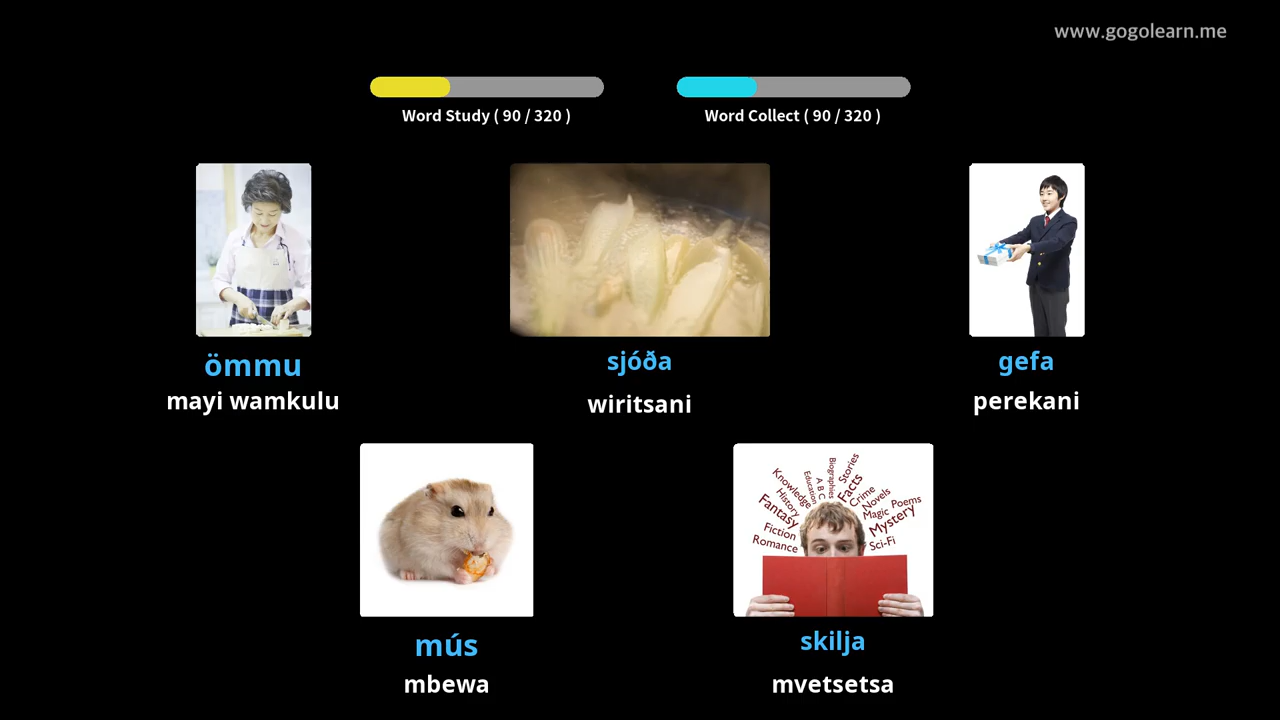 www.gogolearn.me
Word Study ( 90 / 320 )
Word Collect ( 90 / 320 )
ömmu
mayi wamkulu
sjóða
wiritsani
gefa
perekani
mús
mbewa
Stories
Biographies
A B C
Education
Facts
Knowledge
Crime
History
Novels
Poems
Magic
Fantasy
Mystery
Fiction
Romance
Sci-Fi
skilja
mvetsetsa